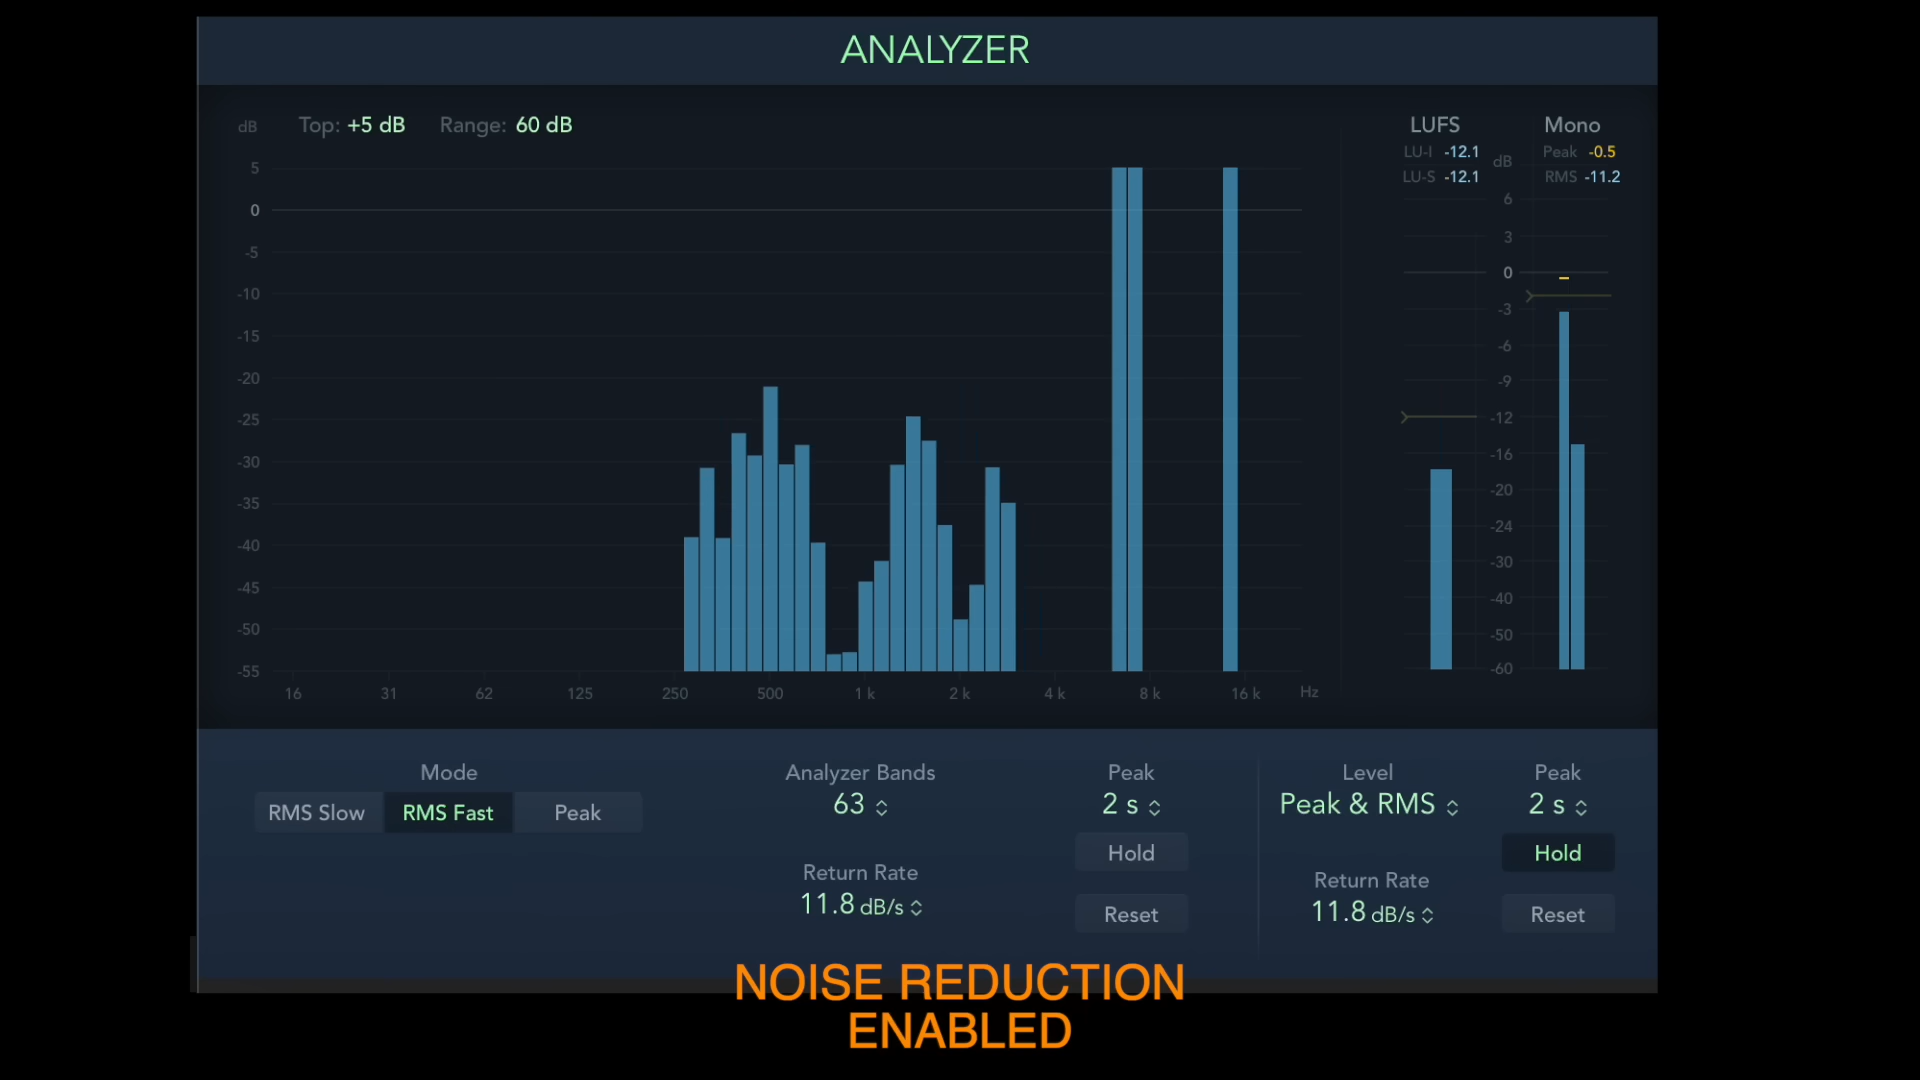 ANALYZER
dB Top: +5 dB Range: 60 dB
5
0
-5
-10
-15
-20
-25
-30
-35
-40
-45
-50
-55
16 31 62 125 250 500 1 k 2 k 4 k 8 k 16 k Hz
LUFS
LU-I -12.1
LU-S -12.1
dB
Mono
Peak -0.5
RMS -11.2
6
3
0
-3
-6
-9
-12
-16
-20
-24
-30
-40
-50
-60
Mode
RMS Slow RMS Fast Peak
Analyzer Bands
63
Return Rate
11.8 dB/s
Peak
2 s
Hold
Reset
Level
Peak & RMS
Return Rate
11.8 dB/s
Peak
2 s
Hold
Reset
NOISE REDUCTION
ENABLED